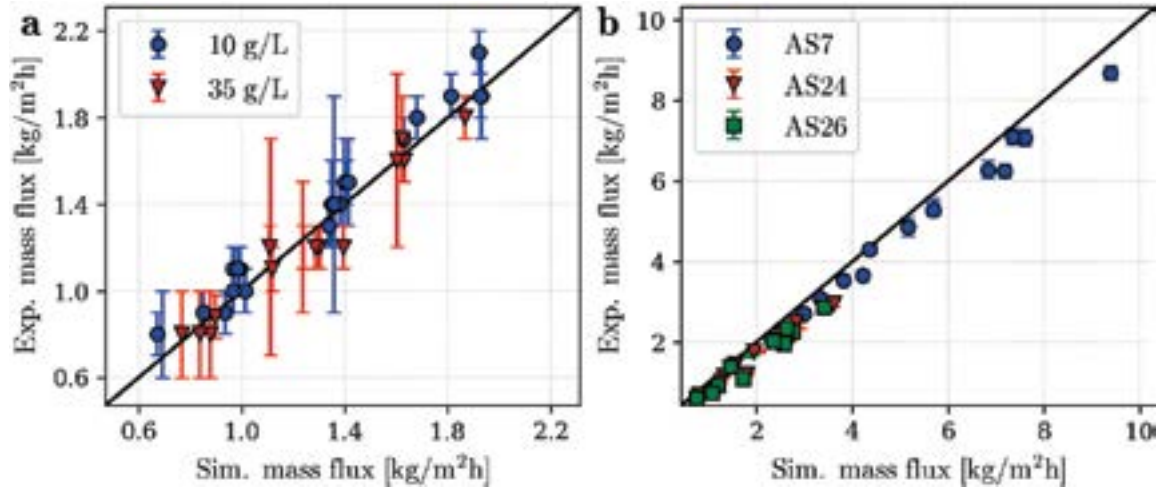 a
10 g/L
35 g/L
Exp. mass flux [kg/m²h]
2.2
1.8
1.4
1.0
0.6
0.6 1.0 1.4 1.8 2.2
Sim. mass flux [kg/m²h]
b
AS7
AS24
AS26
Exp. mass flux [kg/m²h]
10
8
6
4
2
2 4 6 8 10
Sim. mass flux [kg/m²h]